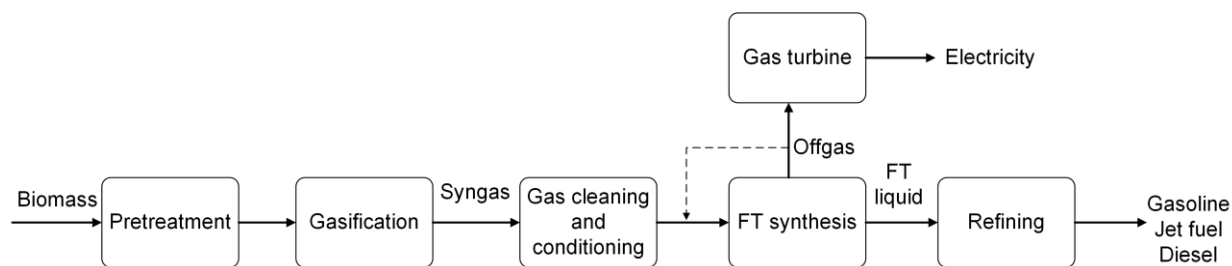 Gas turbine
Electricity
Offgas
Biomass
Pretreatment
Gasification
Syngas
Gas cleaning
and
conditioning
FT synthesis
FT
liquid
Refining
Gasoline
Jet fuel
Diesel